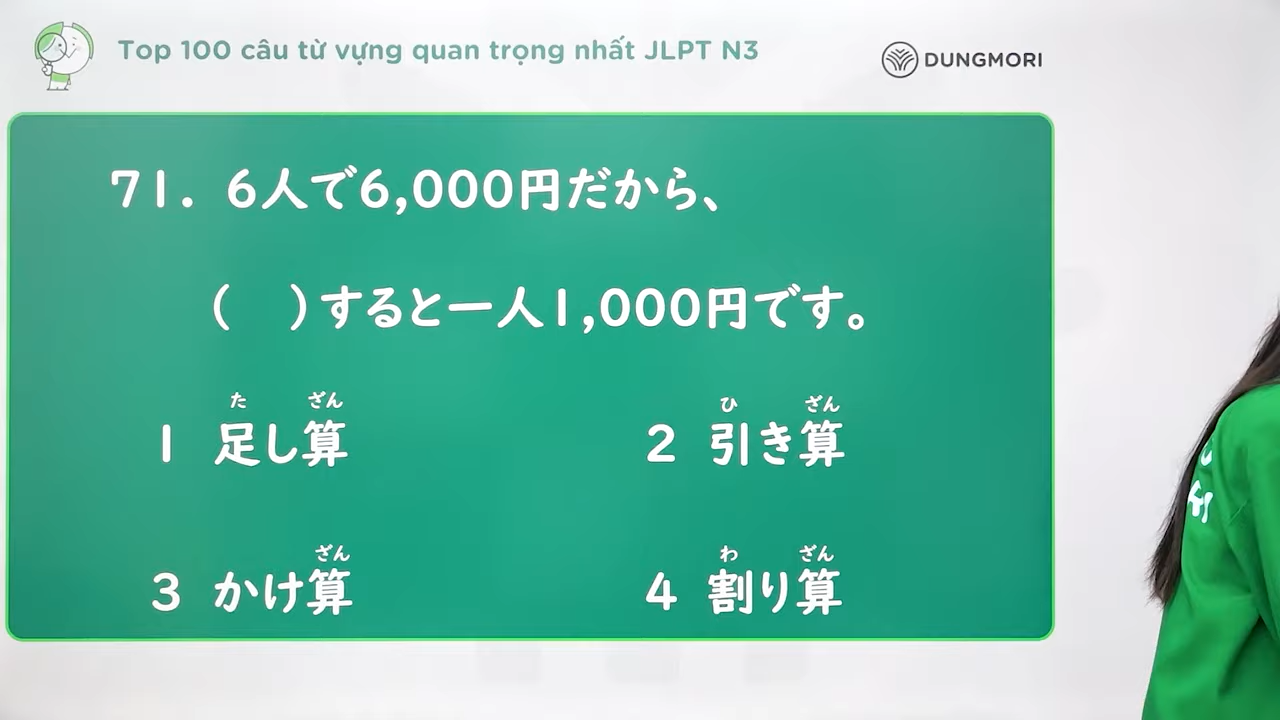 Top 100 câu từ vựng quan trọng nhất JLPT N3
DUNGMORI
71. 6人で6,000円だから、
(　)すると一人1,000円です。
た ざん
1 足し算
ひ ざん
2 引き算
ざん
3 かけ算
わ ざん
4 割り算